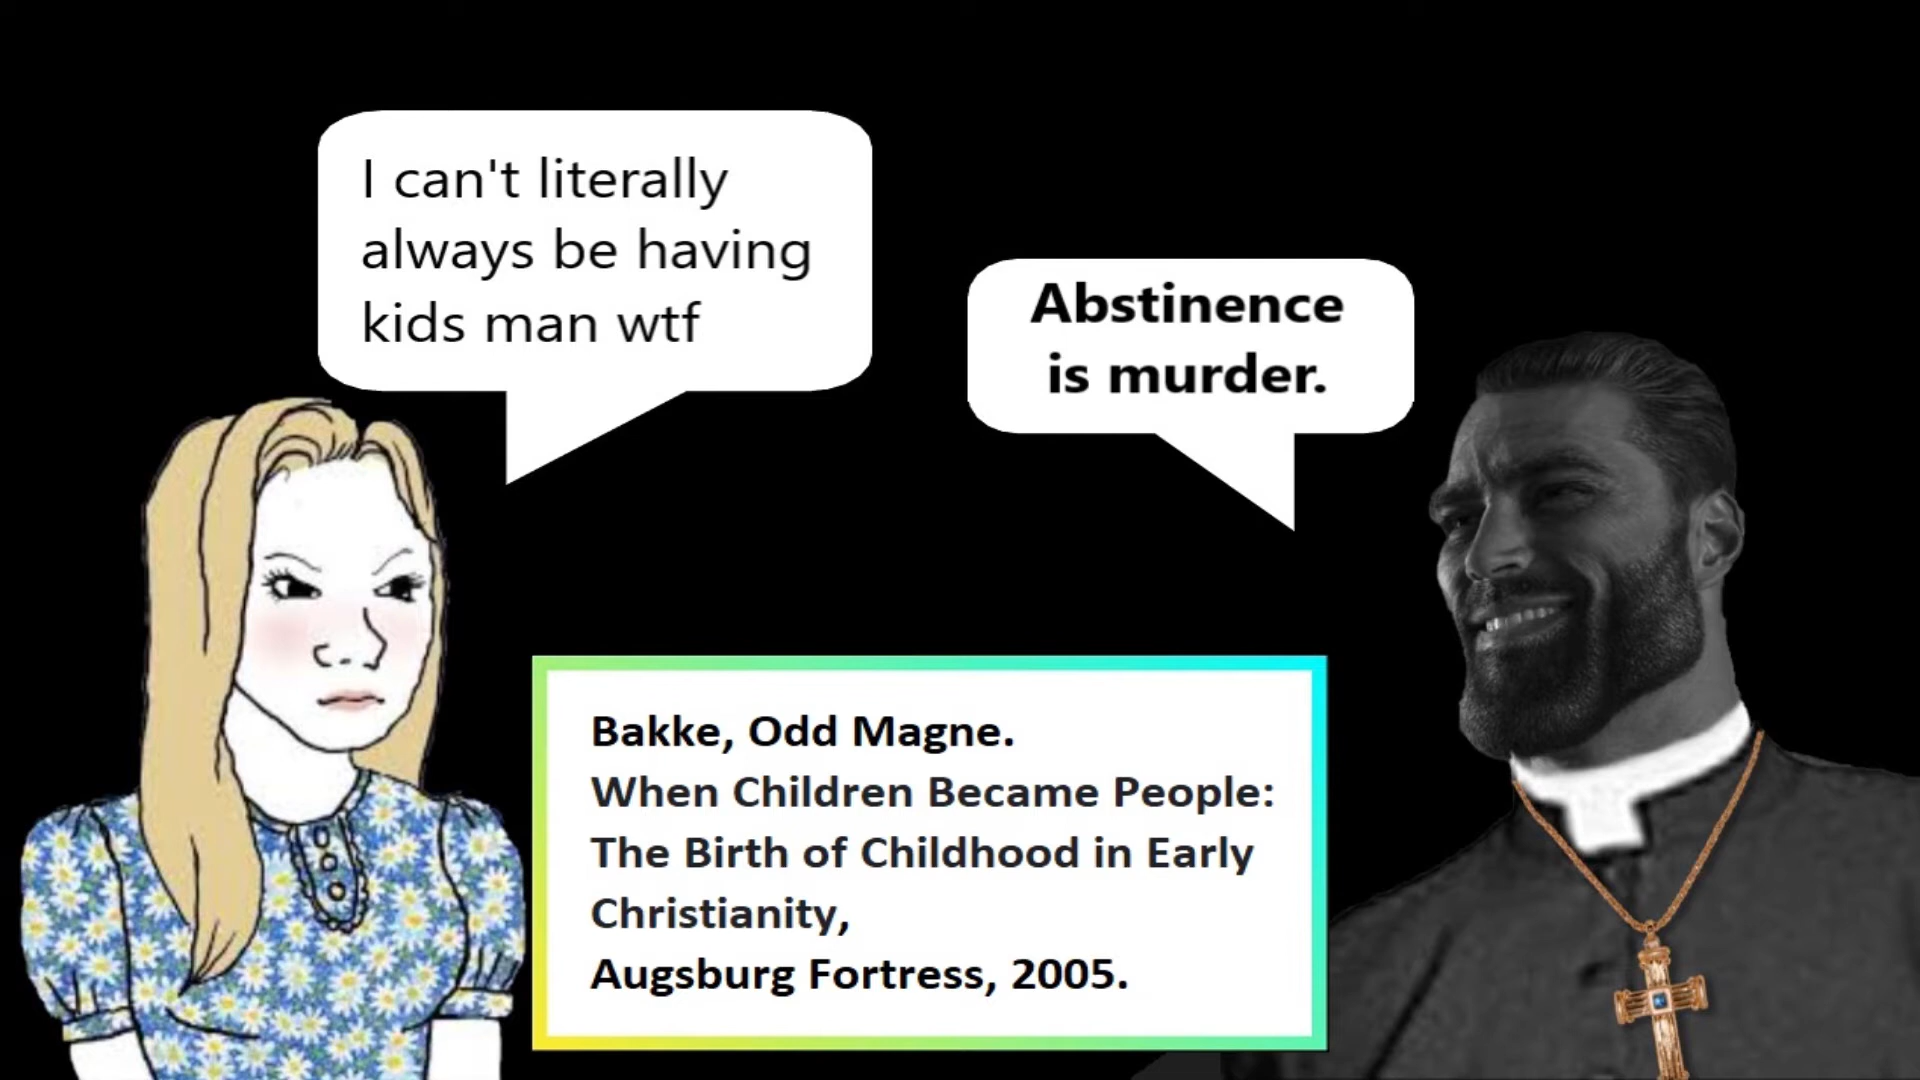 I can't literally
always be having
kids man wtf
Abstinence
is murder.
Bakke, Odd Magne.
When Children Became People:
The Birth of Childhood in Early
Christianity,
Augsburg Fortress, 2005.